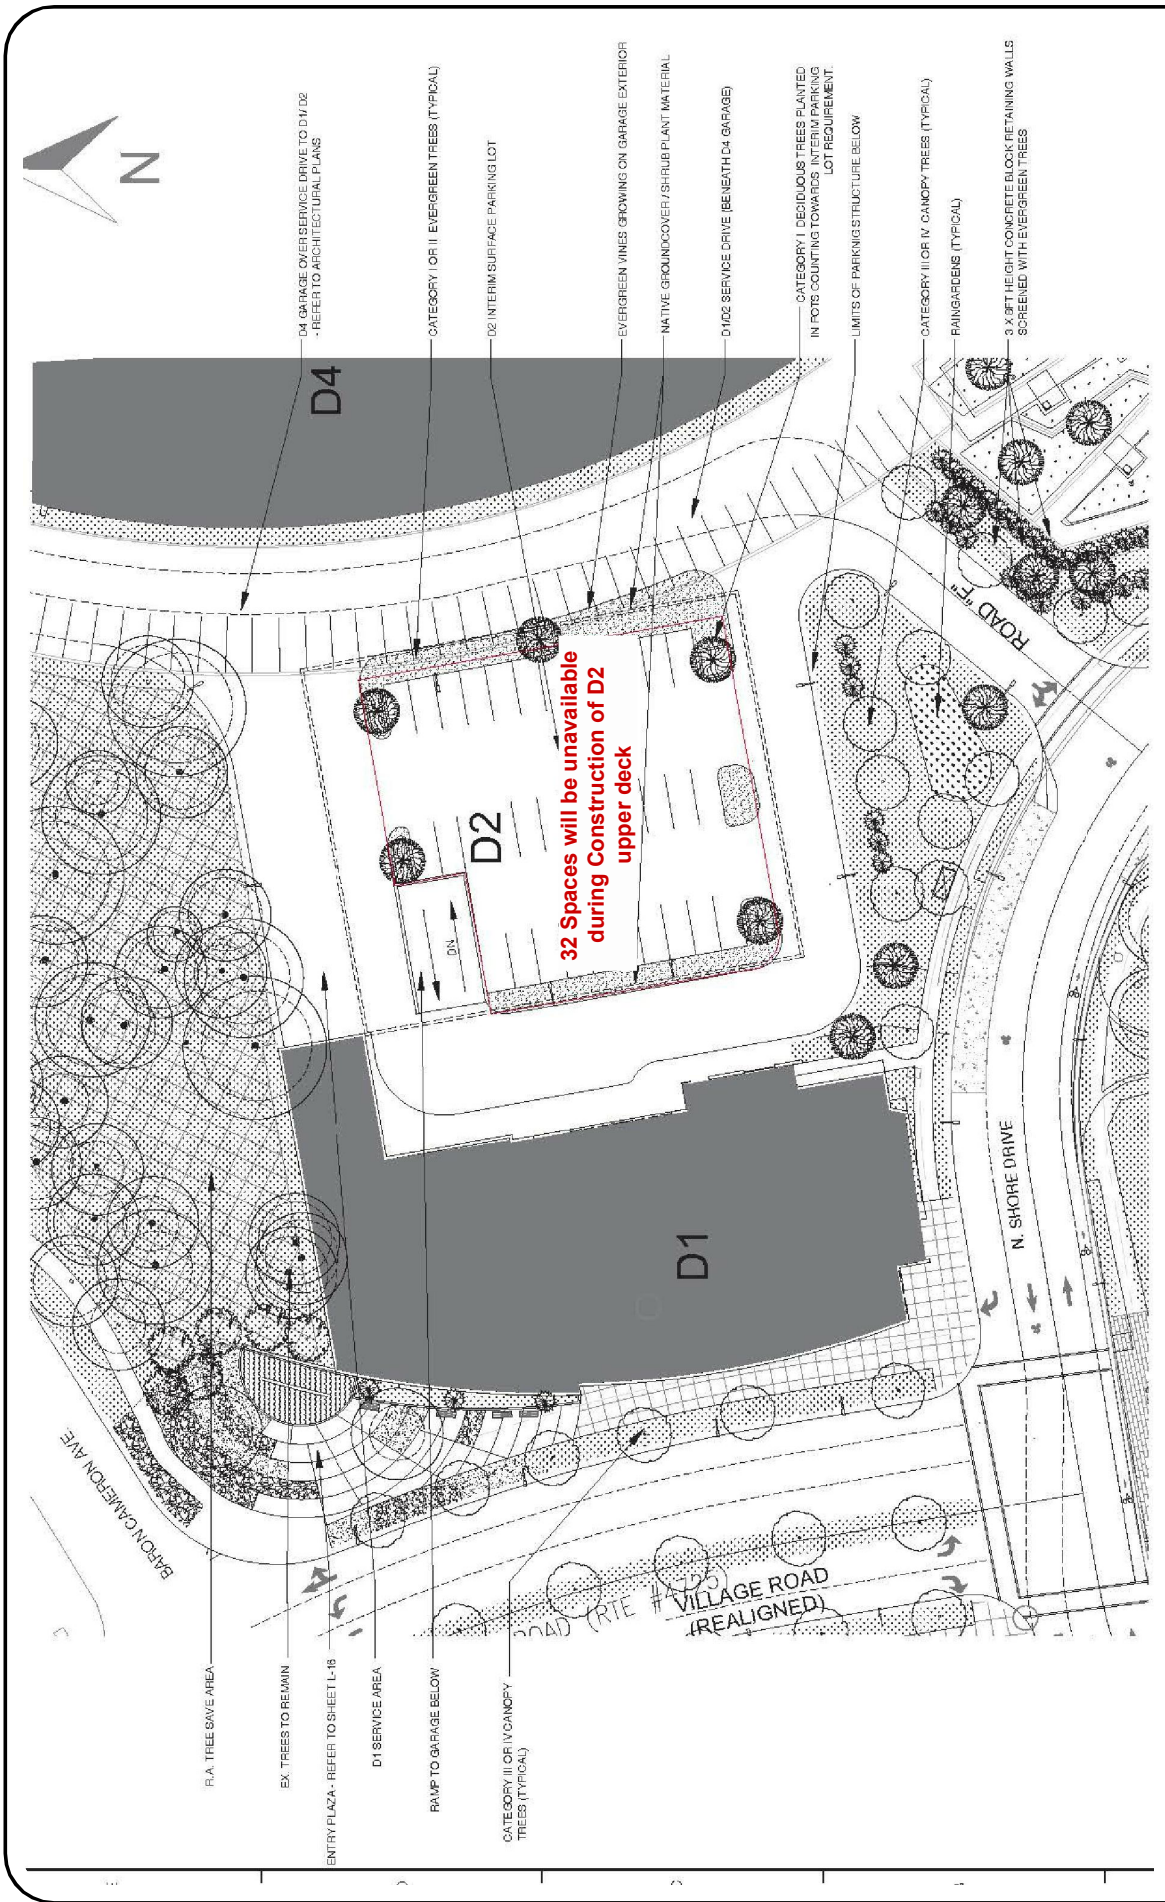 N
D4 GARAGE OVER SERVICE DRIVE TO D1/ D2
- REFER TO ARCHITECTURAL PLANS
CATEGORY I OR II EVERGREEN TREES (TYPICAL)
D2 INTERIM SURFACE PARKING LOT
EVERGREEN VINES GROWING ON GARAGE EXTERIOR
NATIVE GROUNDCOVER / SHRUB PLANT MATERIAL
D1/D2 SERVICE DRIVE (BENEATH D4 GARAGE)
CATEGORY I DECIDUOUS TREES PLANTED
IN POTS COUNTING TOWARDS INTERIM PARKING
LOT REQUIREMENT.
LIMITS OF PARKNIG STRUCTURE BELOW
CATEGORY III OR IV CANOPY TREES (TYPICAL)
RAINGARDENS (TYPICAL)
3 X 6FT HEIGHT CONCRETE BLOCK RETAINING WALLS
SCREENED WITH EVERGREEN TREES
D4
D2
32 Spaces will be unavailable
during Construction of D2
upper deck
DN
ROAD "F"
D1
N. SHORE DRIVE
BARON CAMERON AVE
ROAD (RTE #4725)
VILLAGE ROAD
(REALIGNED)
R.A. TREE SAVE AREA
EX. TREES TO REMAIN
ENTRY PLAZA - REFER TO SHEET L-16
D1 SERVICE AREA
RAMP TO GARAGE BELOW
CATEGORY III OR IV CANOPY
TREES (TYPICAL)